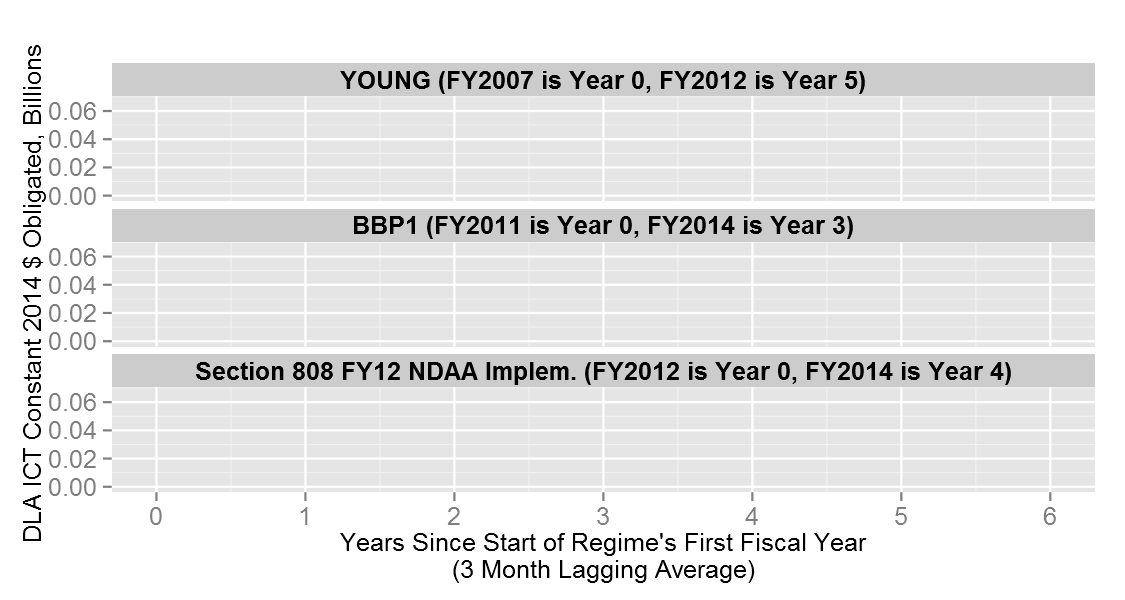 DLA ICT Constant 2014 $ Obligated, Billions
YOUNG (FY2007 is Year 0, FY2012 is Year 5)
0.06
0.04
0.02
0.00
BBP1 (FY2011 is Year 0, FY2014 is Year 3)
0.06
0.04
0.02
0.00
Section 808 FY12 NDAA Implem. (FY2012 is Year 0, FY2014 is Year 4)
0.06
0.04
0.02
0.00
0 1 2 3 4 5 6
Years Since Start of Regime's First Fiscal Year
(3 Month Lagging Average)